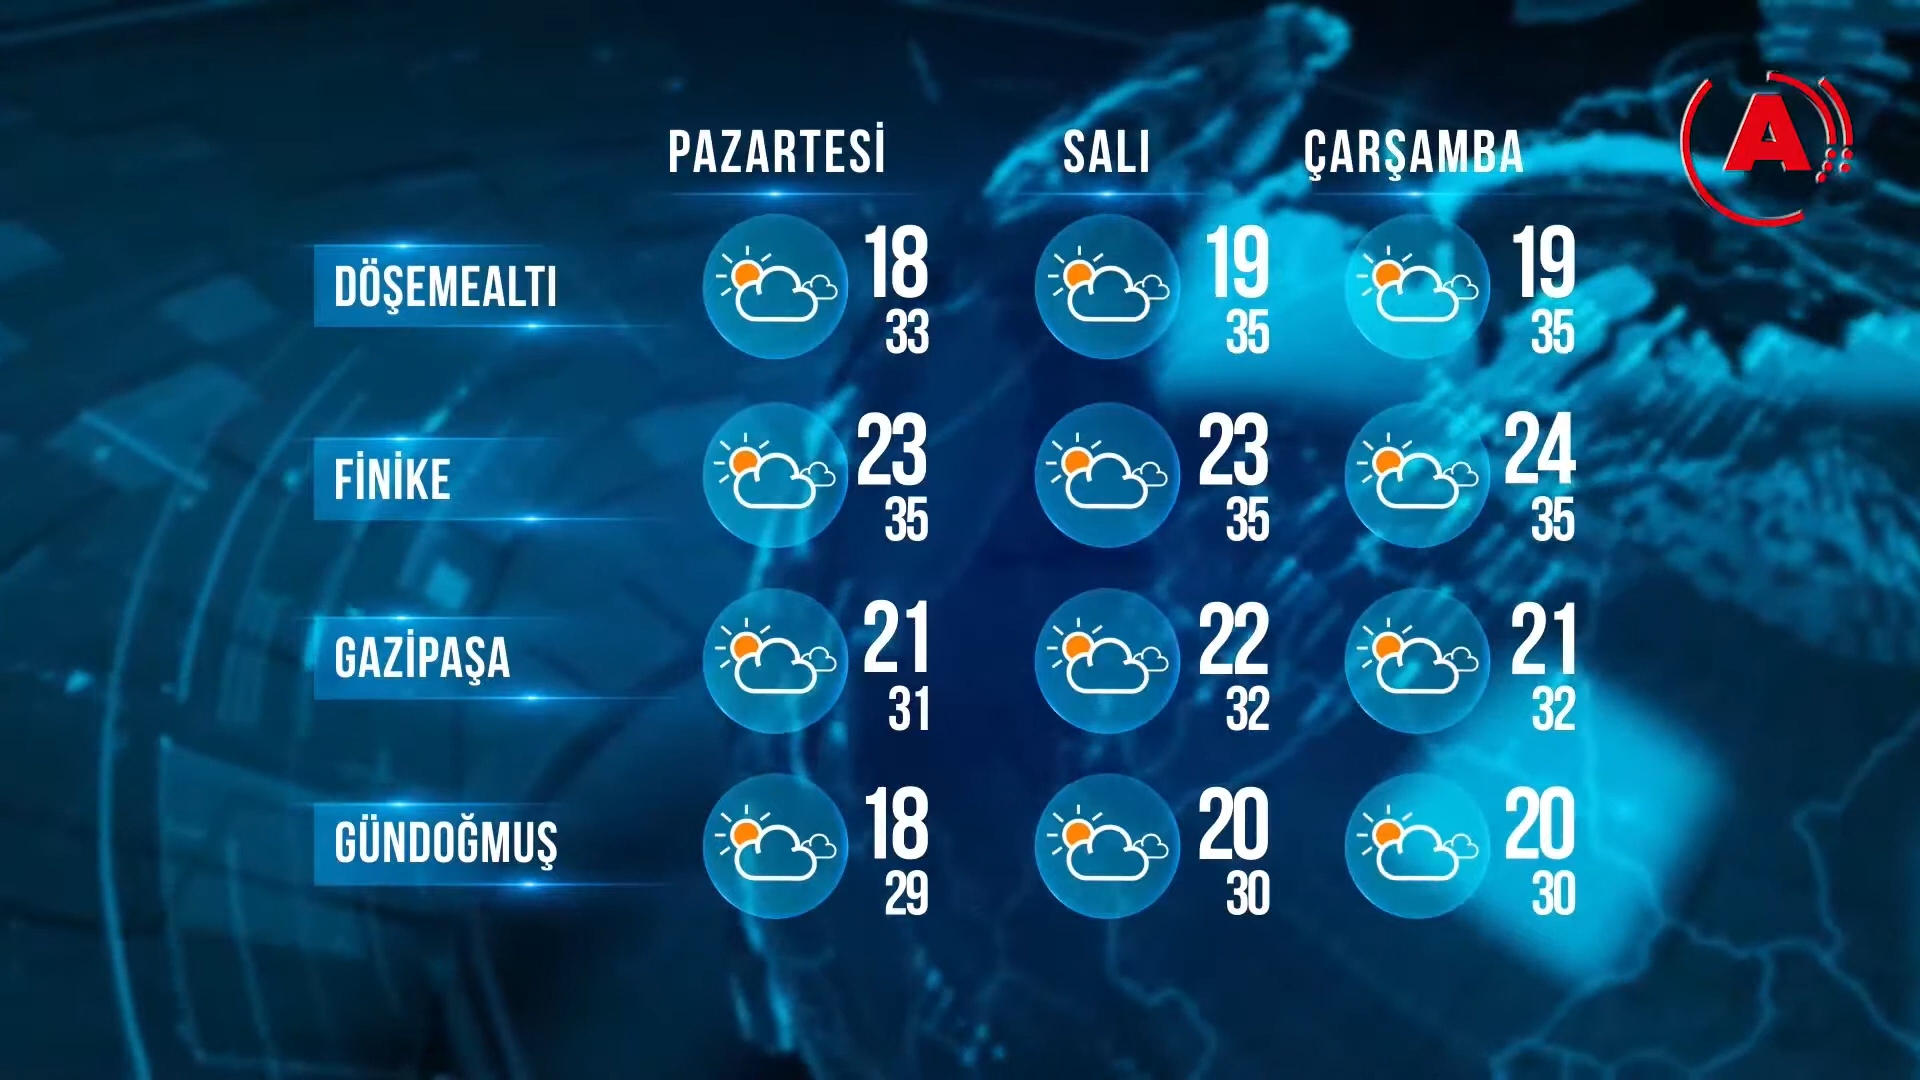 PAZARTESİ SALI ÇARŞAMBA
A
DÖŞEMEALTI 18 19 19
33 35 35
FİNİKE 23 23 24
35 35 35
GAZİPAŞA 21 22 21
31 32 32
GÜNDOĞMUŞ 18 20 20
29 30 30